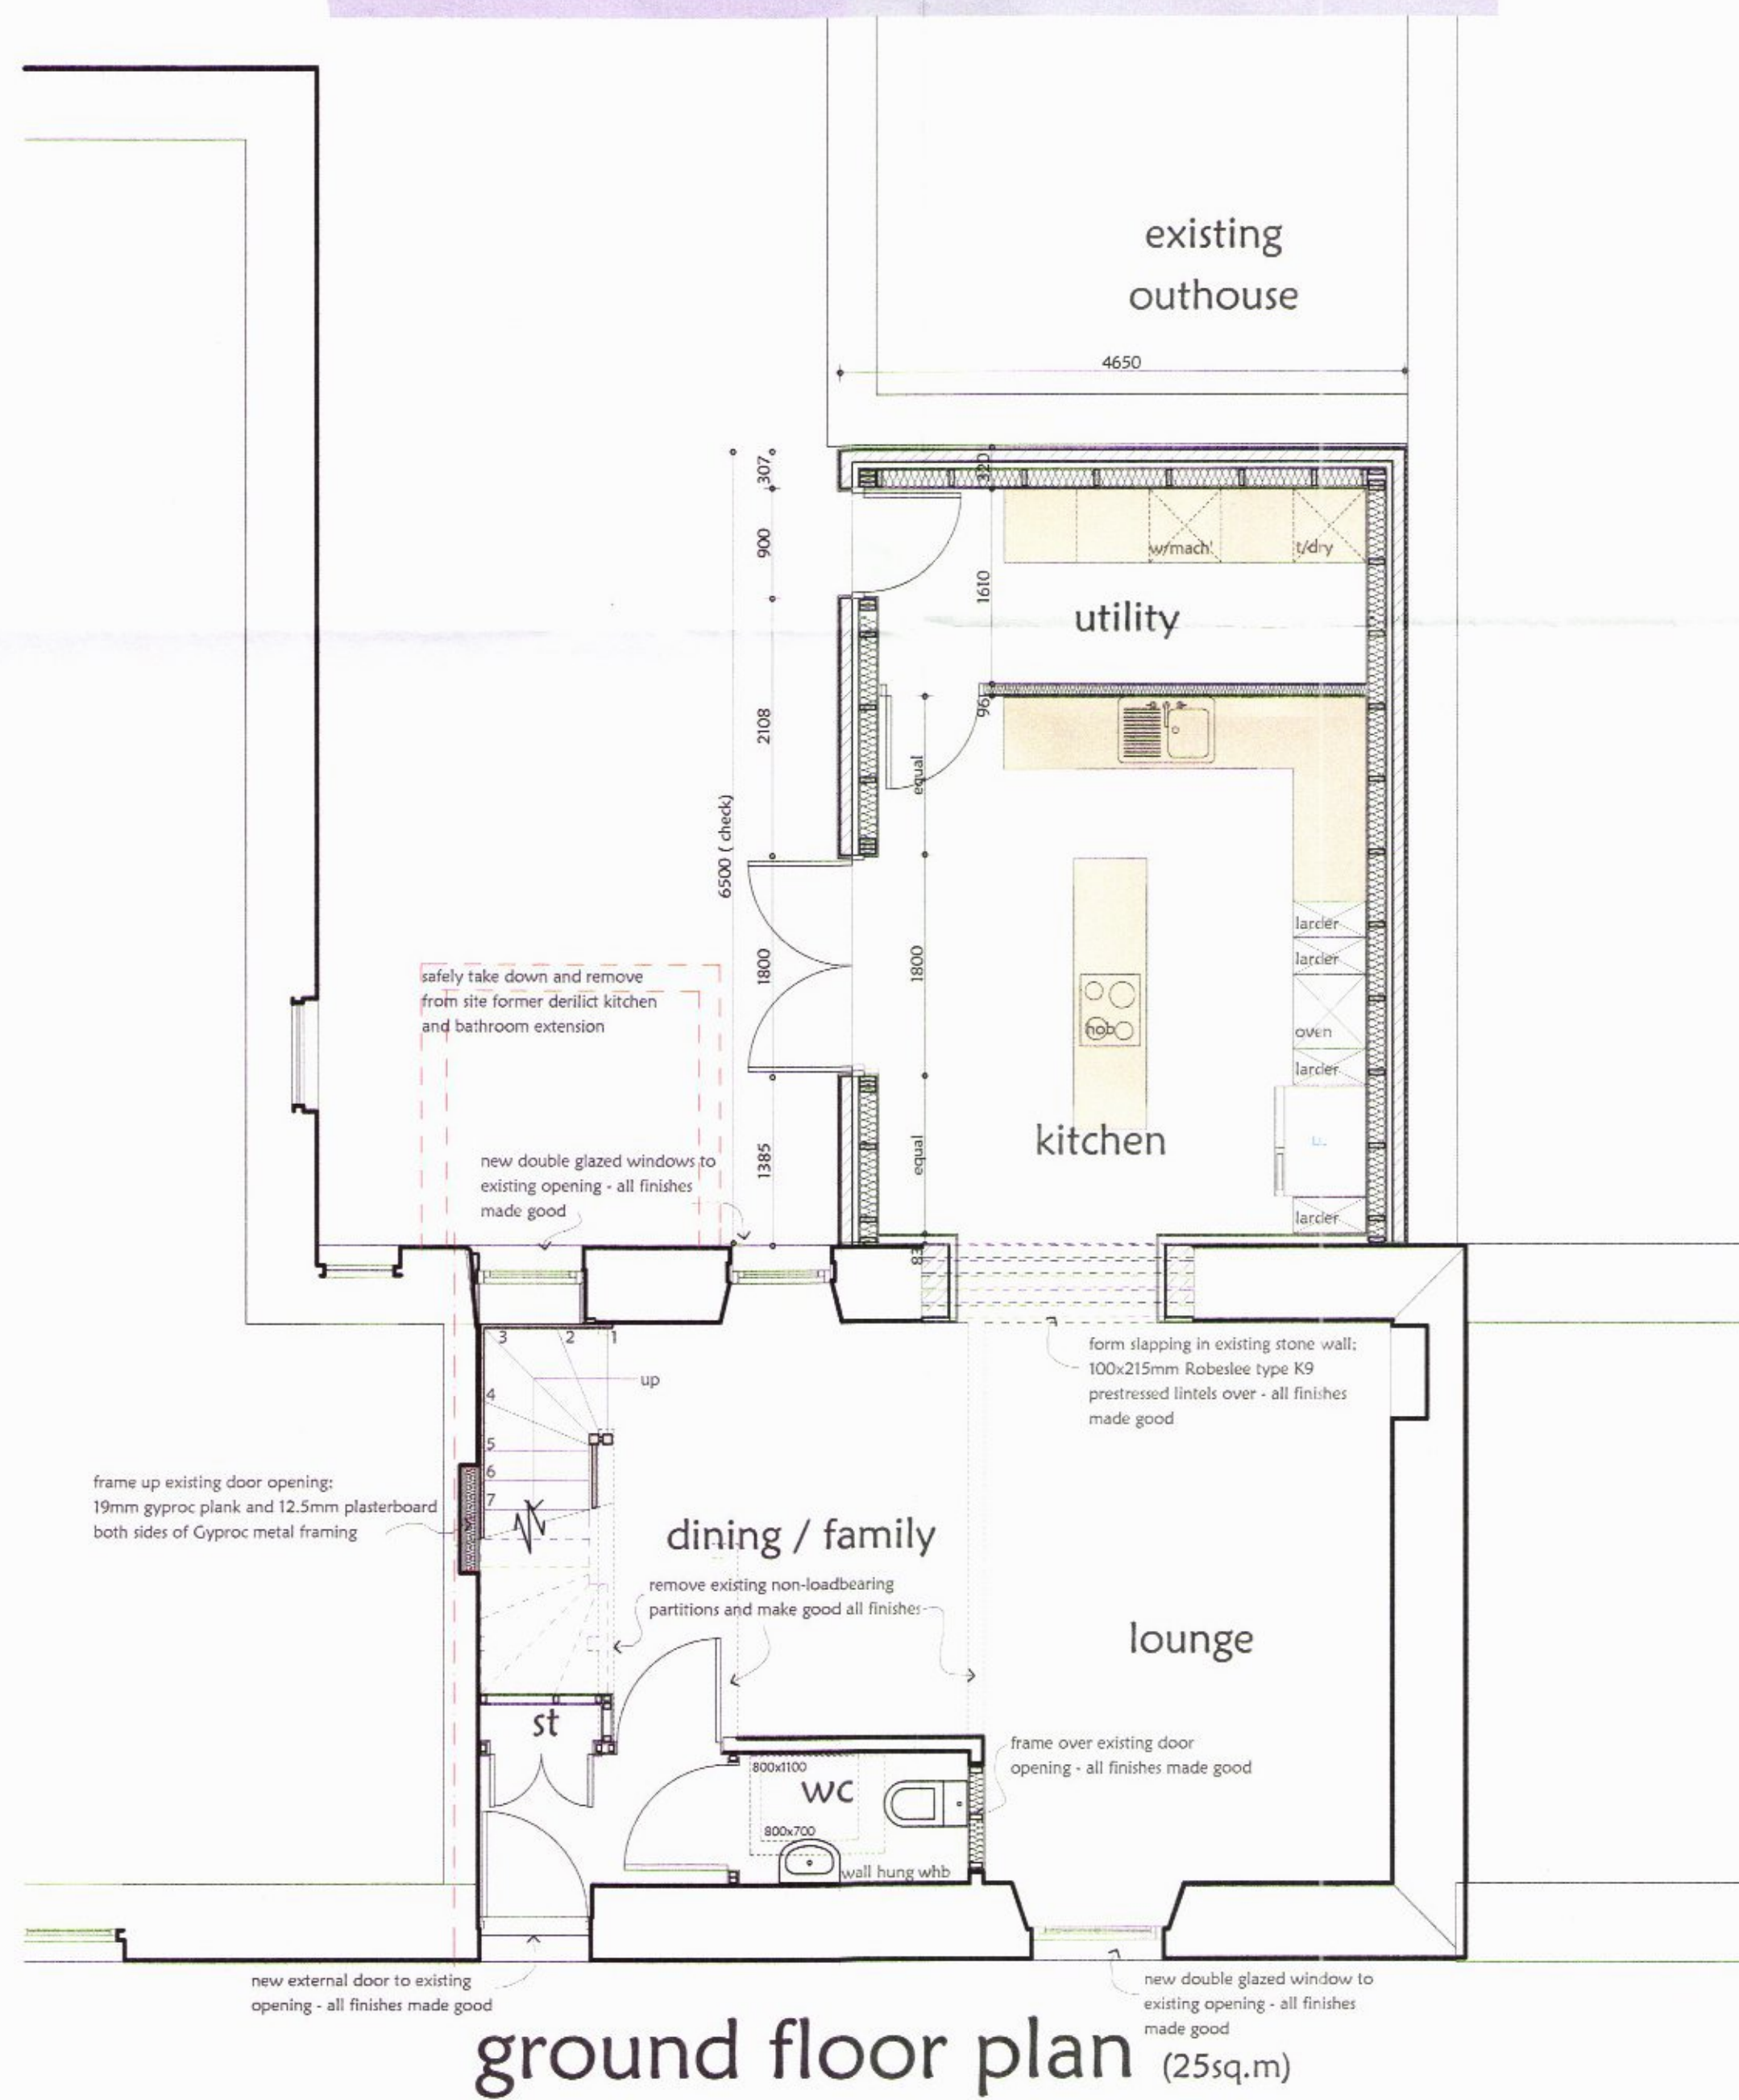 existing
outhouse
4650
307
320
900
w/mach'
t/dry
1610
utility
96
2108
equal
6500 ( check)
larder
larder
safely take down and remove
from site former derilict kitchen
and bathroom extension
1800
1800
hob
oven
larder
kitchen
F.
new double glazed windows to
existing opening - all finishes
made good
1385
equal
larder
83
3 2 1
up
4
5
6
7
form slapping in existing stone wall;
100x215mm Robeslee type K9
prestressed lintels over - all finishes
made good
frame up existing door opening;
19mm gyproc plank and 12.5mm plasterboard
both sides of Gyproc metal framing
dining / family
remove existing non-loadbearing
partitions and make good all finishes
lounge
st
frame over existing door
opening - all finishes made good
800x1100
wc
800x700
wall hung whb
new external door to existing
opening - all finishes made good
new double glazed window to
existing opening - all finishes
made good
ground floor plan (25sq.m)